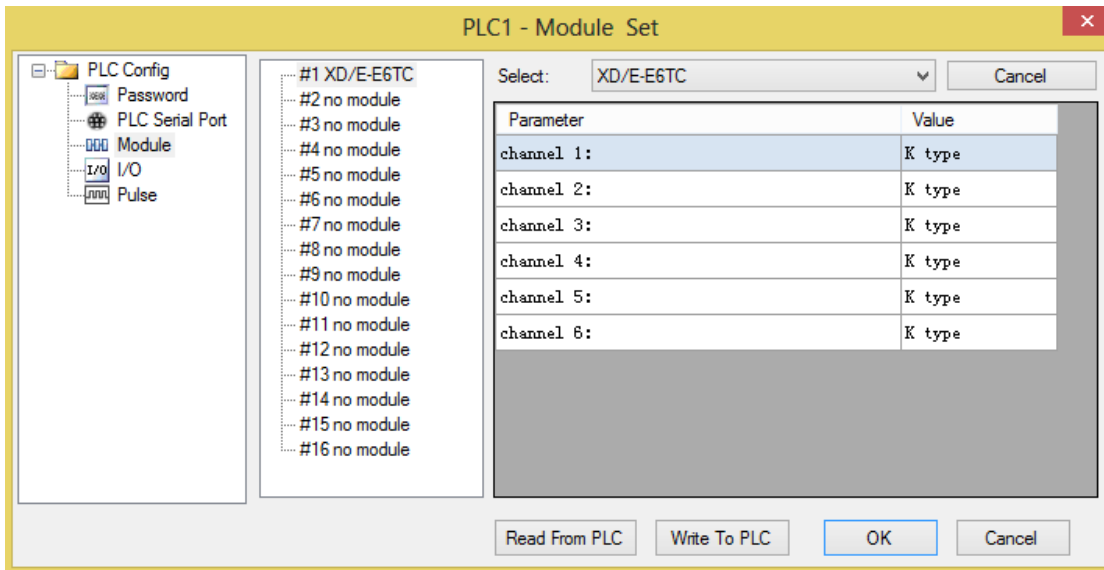 PLC1 - Module Set
PLC Config
Password
PLC Serial Port
Module
I/O I/O
Pulse
#1 XD/E-E6TC
#2 no module
#3 no module
#4 no module
#5 no module
#6 no module
#7 no module
#8 no module
#9 no module
#10 no module
#11 no module
#12 no module
#13 no module
#14 no module
#15 no module
#16 no module
Select: XD/E-E6TC Cancel
Parameter Value
channel 1: K type
channel 2: K type
channel 3: K type
channel 4: K type
channel 5: K type
channel 6: K type
Read From PLC Write To PLC OK Cancel